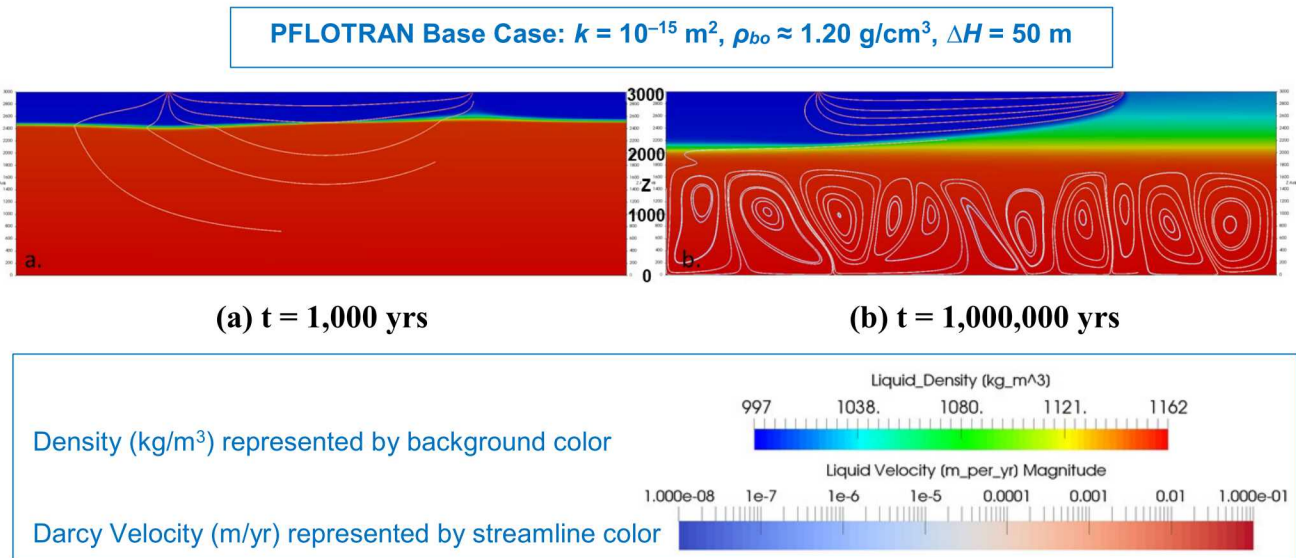 PFLOTRAN Base Case: k = 10⁻¹⁵ m², ρbo ≈ 1.20 g/cm³, ΔH = 50 m
3000
2000
Z
1000
0
a.
b.
(a) t = 1,000 yrs
(b) t = 1,000,000 yrs
Liquid_Density (kg_m^3)
997 1038. 1080. 1121. 1162
Density (kg/m³) represented by background color
Liquid Velocity (m_per_yr) Magnitude
1.000e-08 1e-7 1e-6 1e-5 0.0001 0.001 0.01 1.000e-01
Darcy Velocity (m/yr) represented by streamline color